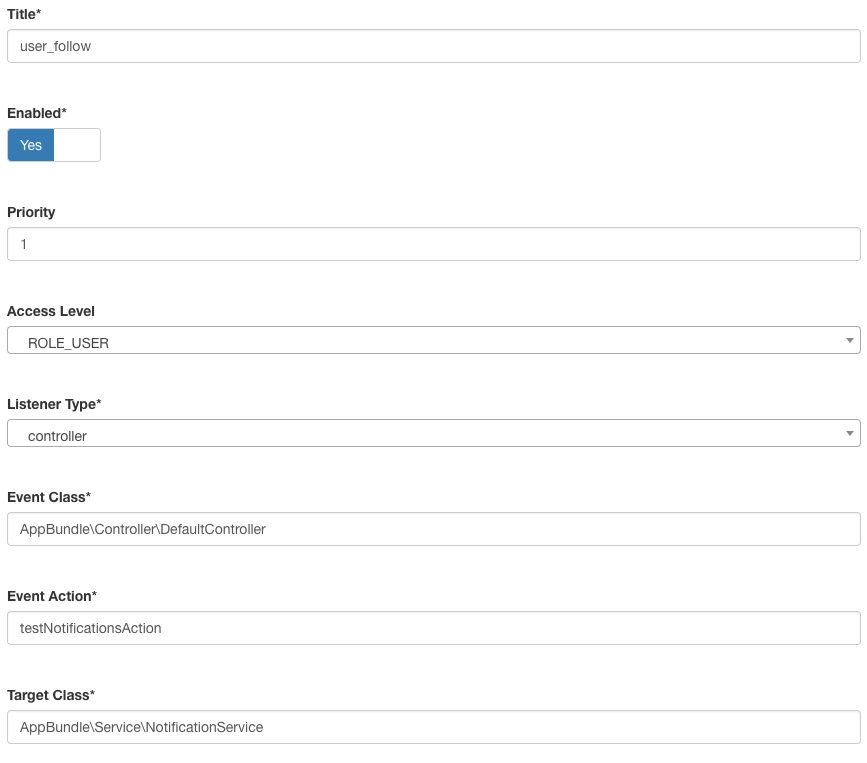 Title*
user_follow
Enabled*
Yes
Priority
1
Access Level
ROLE_USER
Listener Type*
controller
Event Class*
AppBundle\Controller\DefaultController
Event Action*
testNotificationsAction
Target Class*
AppBundle\Service\NotificationService